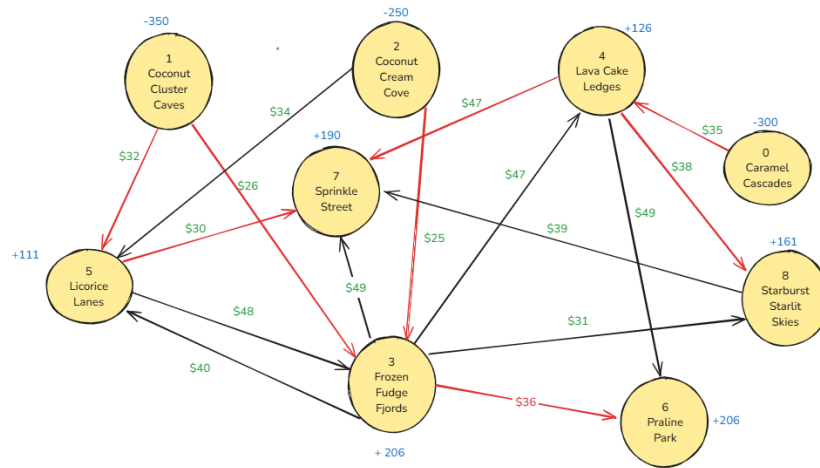 -350
1
Coconut
Cluster
Caves
-250
2
Coconut
Cream
Cove
+126
4
Lava Cake
Ledges
-300
0
Caramel
Cascades
+190
7
Sprinkle
Street
+111
5
Licorice
Lanes
+161
8
Starburst
Starlit
Skies
3
Frozen
Fudge
Fjords
+ 206
6
Praline
Park
+206
$32
$26
$34
$25
$47
$35
$38
$30
$47
$49
$39
$48
$49
$31
$40
$36